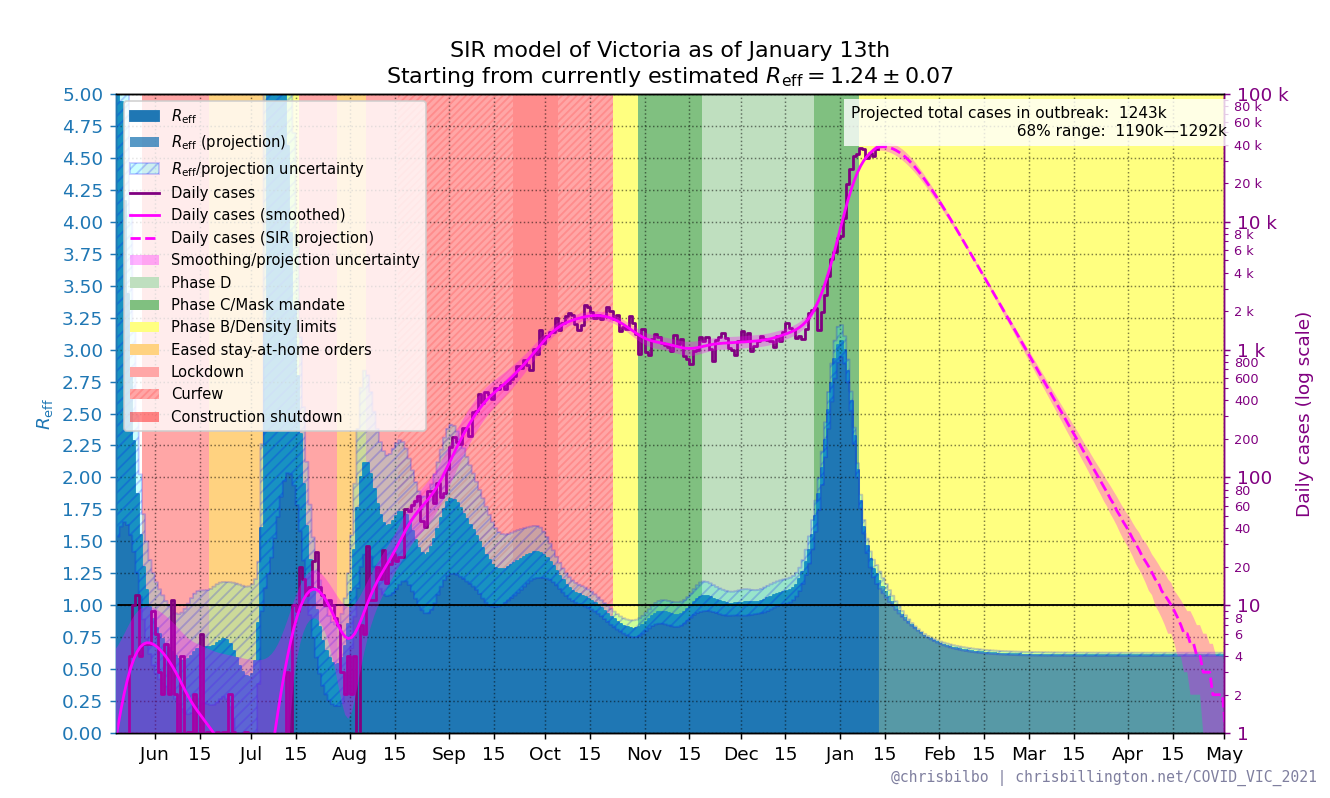 SIR model of Victoria as of January 13th
Starting from currently estimated R_eff = 1.24 ± 0.07
Projected total cases in outbreak: 1243k
68% range: 1190k—1292k
R_eff
R_eff (projection)
R_eff/projection uncertainty
Daily cases
Daily cases (smoothed)
Daily cases (SIR projection)
Smoothing/projection uncertainty
Phase D
Phase C/Mask mandate
Phase B/Density limits
Eased stay-at-home orders
Lockdown
Curfew
Construction shutdown
R_eff
5.00
4.75
4.50
4.25
4.00
3.75
3.50
3.25
3.00
2.75
2.50
2.25
2.00
1.75
1.50
1.25
1.00
0.75
0.50
0.25
0.00
100 k
80 k
60 k
40 k
20 k
10 k
8 k
6 k
4 k
2 k
1 k
800
600
400
200
100
80
60
40
20
10
8
6
4
2
1
Daily cases (log scale)
Jun 15 Jul 15 Aug 15 Sep 15 Oct 15 Nov 15 Dec 15 Jan 15 Feb 15 Mar 15 Apr 15 May
@chrisbilbo | chrisbillington.net/COVID_VIC_2021